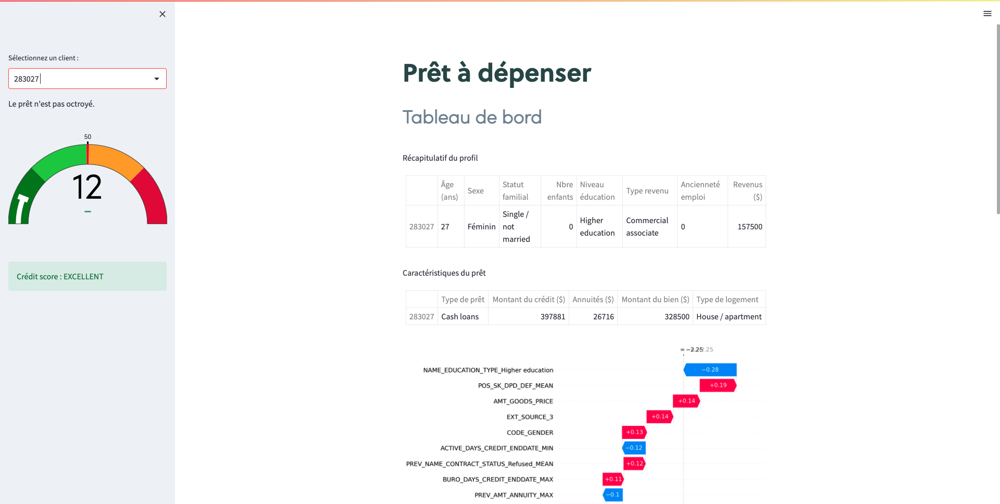 Sélectionnez un client :
283027
Le prêt n'est pas octroyé.
50
12
Crédit score : EXCELLENT
Prêt à dépenser
Tableau de bord
Récapitulatif du profil
Âge (ans) Sexe Statut familial Nbre enfants Niveau éducation Type revenu Ancienneté emploi Revenus ($)
283027 27 Féminin Single / not married 0 Higher education Commercial associate 0 157500
Caractéristiques du prêt
Type de prêt Montant du crédit ($) Annuités ($) Montant du bien ($) Type de logement
283027 Cash loans 397881 26716 328500 House / apartment
= −2.25
NAME_EDUCATION_TYPE_Higher education −0.28
POS_SK_DPD_DEF_MEAN +0.19
AMT_GOODS_PRICE +0.14
EXT_SOURCE_3 +0.14
CODE_GENDER +0.13
ACTIVE_DAYS_CREDIT_ENDDATE_MIN −0.12
PREV_NAME_CONTRACT_STATUS_Refused_MEAN +0.12
BURO_DAYS_CREDIT_ENDDATE_MAX +0.11
PREV_AMT_ANNUITY_MAX −0.1